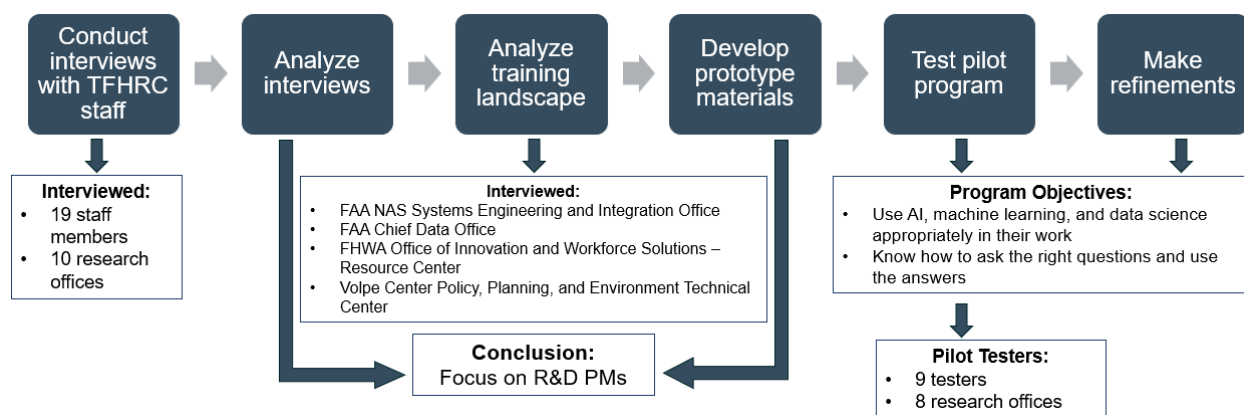 Conduct
interviews
with TFHRC
staff
Analyze
interviews
Analyze
training
landscape
Develop
prototype
materials
Test pilot
program
Make
refinements
Interviewed:
• 19 staff
members
• 10 research
offices
Interviewed:
• FAA NAS Systems Engineering and Integration Office
• FAA Chief Data Office
• FHWA Office of Innovation and Workforce Solutions –
Resource Center
• Volpe Center Policy, Planning, and Environment Technical
Center
Program Objectives:
• Use AI, machine learning, and data science
appropriately in their work
• Know how to ask the right questions and use
the answers
Conclusion:
Focus on R&D PMs
Pilot Testers:
• 9 testers
• 8 research offices